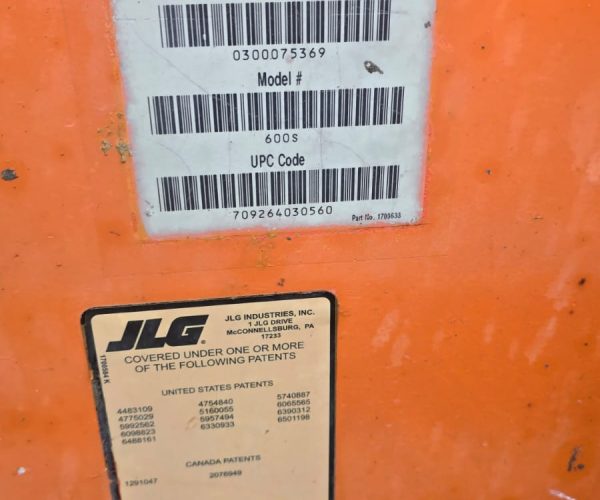 0300075369
Model #
600s
UPC Code
709264030560
Part No. 1700633
JLG®
JLG INDUSTRIES, INC.
1 JLG DRIVE
McCONNELLSBURG, PA
17233
COVERED UNDER ONE OR MORE
OF THE FOLLOWING PATENTS
1700584 K
UNITED STATES PATENTS
4483109 4754840 5740887
4775029 5160055 6065565
5992562 5957494 6390312
6098823 6330933 6501198
6488161
CANADA PATENTS
1291047 2076949